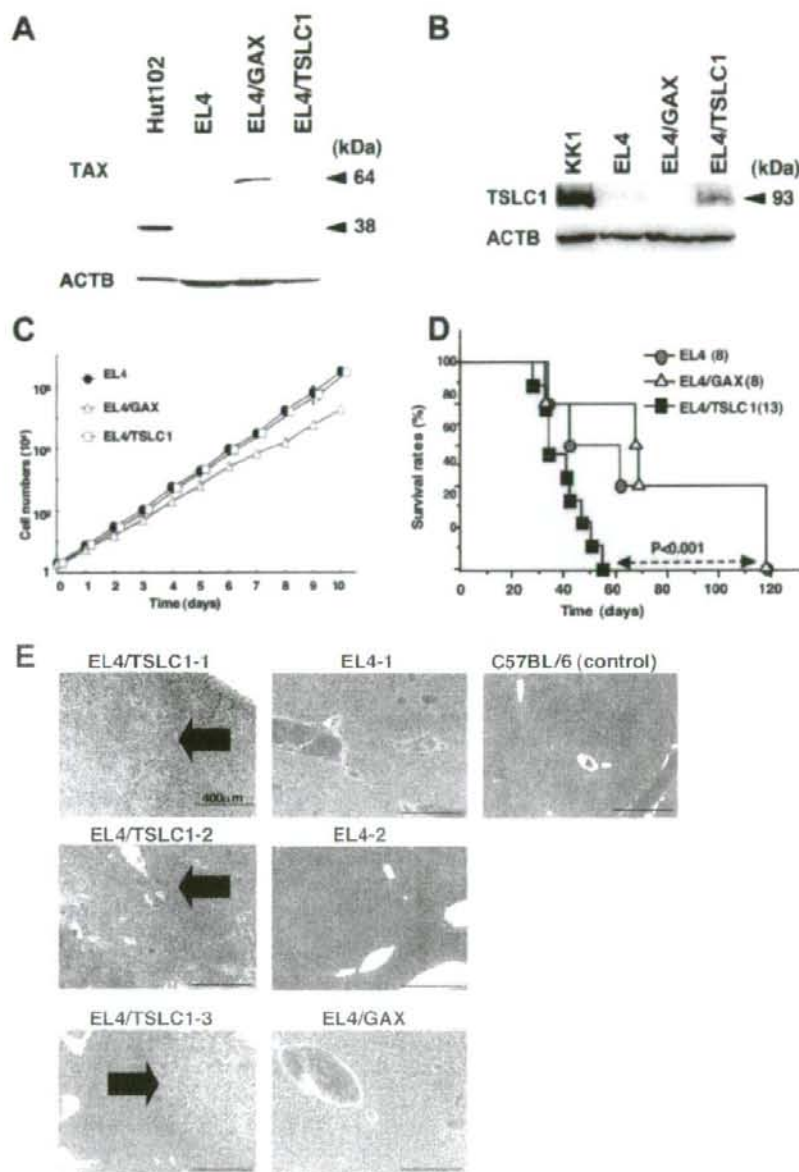 A
Hut102
EL4
EL4/GAX
EL4/TSLC1
(kDa)
TAX
64
38
ACTB
B
KK1
EL4
EL4/GAX
EL4/TSLC1
(kDa)
TSLC1
93
ACTB
C
EL4
EL4/GAX
EL4/TSLC1
Cell numbers
1
0 1 2 3 4 5 6 7 8 9 10
Time (days)
D
EL4 (8)
EL4/GAX(8)
EL4/TSLC1(13)
Survival rates (%)
100
80
60
40
20
0
P<0.001
0 20 40 60 80 100 120
Time (days)
E
EL4/TSLC1-1
EL4-1
C57BL/6 (control)
400μm
EL4/TSLC1-2
EL4-2
EL4/TSLC1-3
EL4/GAX